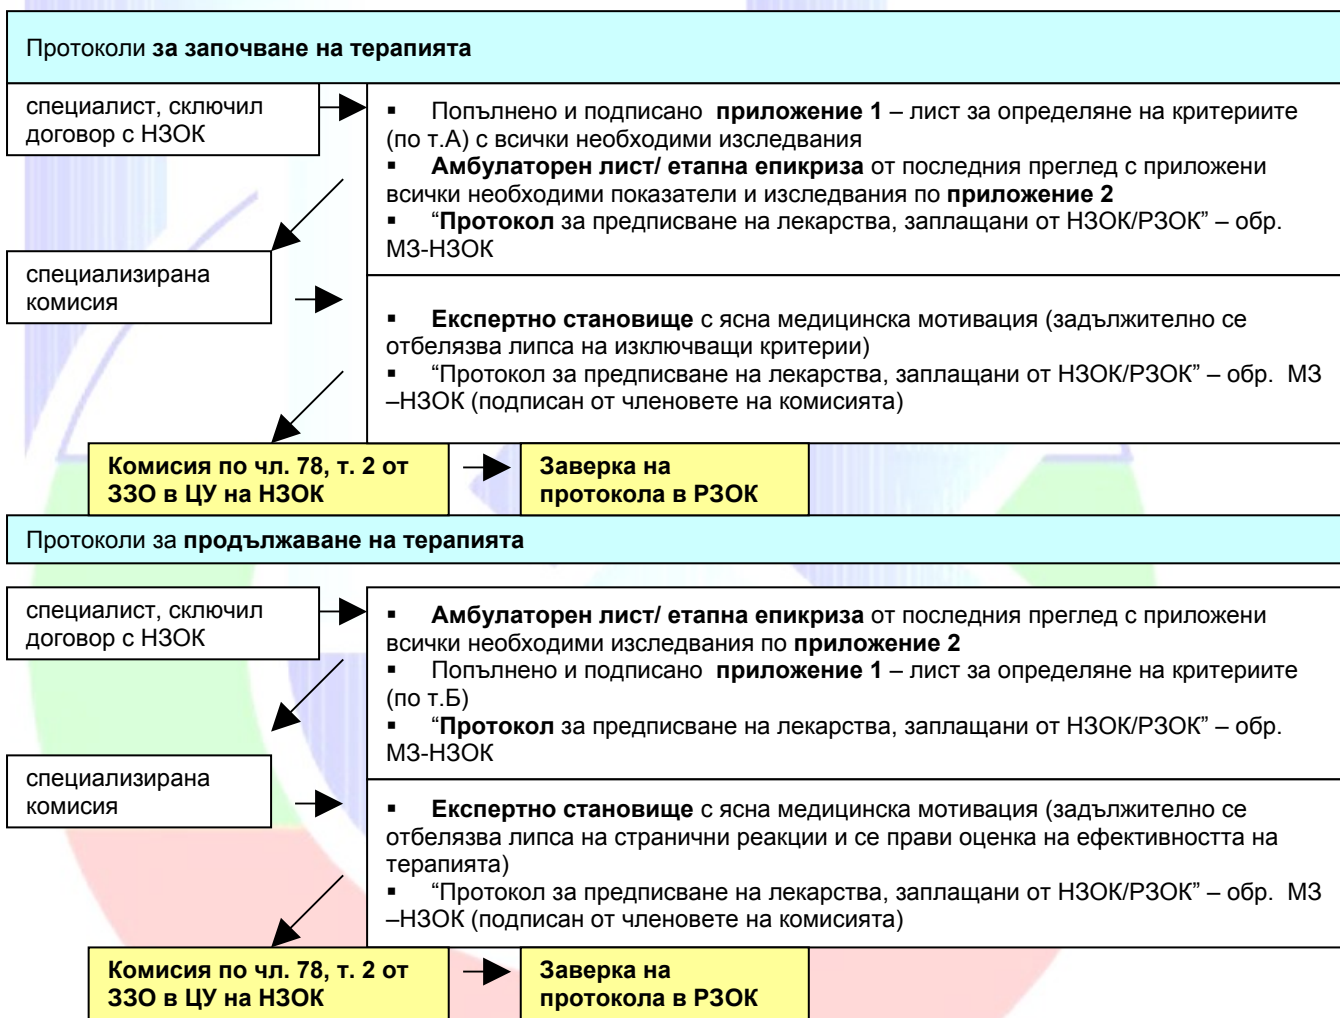 Протоколи за започване на терапията
специалист, сключил
договор с НЗОК
▪ Попълнено и подписано приложение 1 – лист за определяне на критериите
(по т.А) с всички необходими изследвания
▪ Амбулаторен лист/ етапна епикриза от последния преглед с приложени
всички необходими показатели и изследвания по приложение 2
▪ “Протокол за предписване на лекарства, заплащани от НЗОК/РЗОК” – обр.
МЗ-НЗОК
специализирана
комисия
▪ Експертно становище с ясна медицинска мотивация (задължително се
отбелязва липса на изключващи критерии)
▪ “Протокол за предписване на лекарства, заплащани от НЗОК/РЗОК” – обр. МЗ
–НЗОК (подписан от членовете на комисията)
Комисия по чл. 78, т. 2 от
ЗЗО в ЦУ на НЗОК
Заверка на
протокола в РЗОК
Протоколи за продължаване на терапията
специалист, сключил
договор с НЗОК
▪ Амбулаторен лист/ етапна епикриза от последния преглед с приложени
всички необходими изследвания по приложение 2
▪ Попълнено и подписано приложение 1 – лист за определяне на критериите
(по т.Б)
▪ “Протокол за предписване на лекарства, заплащани от НЗОК/РЗОК” – обр.
МЗ-НЗОК
специализирана
комисия
▪ Експертно становище с ясна медицинска мотивация (задължително се
отбелязва липса на странични реакции и се прави оценка на ефективността на
терапията)
▪ “Протокол за предписване на лекарства, заплащани от НЗОК/РЗОК” – обр. МЗ
–НЗОК (подписан от членовете на комисията)
Комисия по чл. 78, т. 2 от
ЗЗО в ЦУ на НЗОК
Заверка на
протокола в РЗОК